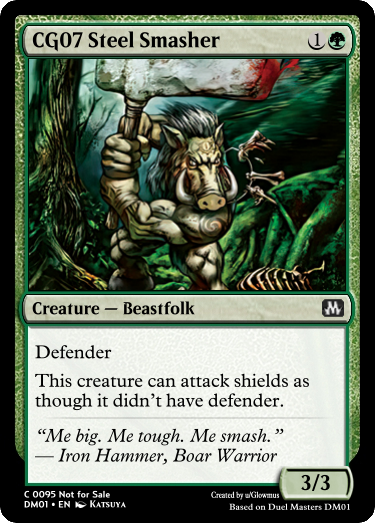 CG07 Steel Smasher 1
Creature — Beastfolk
Defender
This creature can attack shields as
though it didn't have defender.
“Me big. Me tough. Me smash.”
— Iron Hammer, Boar Warrior
3/3
C 0095 Not for Sale
DM01 • EN Katsuya
Created by u/Glowmus
Based on Duel Masters DM01